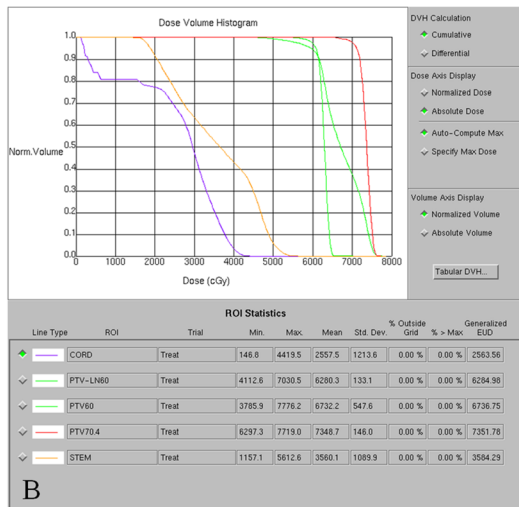 Dose Volume Histogram
1.0
0.9
0.8
0.7
0.6
Norm.Volume
0.5
0.4
0.3
0.2
0.1
0.0
0 1000 2000 3000 4000 5000 6000 7000 8000
Dose (cGy)
DVH Calculation
Cumulative
Differential
Dose Axis Display
Normalized Dose
Absolute Dose
Auto-Compute Max
Specify Max Dose
Volume Axis Display
Normalized Volume
Absolute Volume
Tabular DVH...
ROI Statistics
Line Type ROI Trial Min. Max. Mean Std. Dev. % Outside Grid % > Max Generalized EUD
CORD Treat 146.8 4419.5 2557.5 1213.6 0.00 % 0.00 % 2563.56
PTV-LN60 Treat 4112.6 7030.5 6280.3 133.1 0.00 % 0.00 % 6284.98
PTV60 Treat 3785.9 7776.2 6732.2 547.6 0.00 % 0.00 % 6736.75
PTV70.4 Treat 6297.3 7719.0 7348.7 146.0 0.00 % 0.00 % 7351.78
STEM Treat 1157.1 5612.6 3560.1 1089.9 0.00 % 0.00 % 3584.29
B